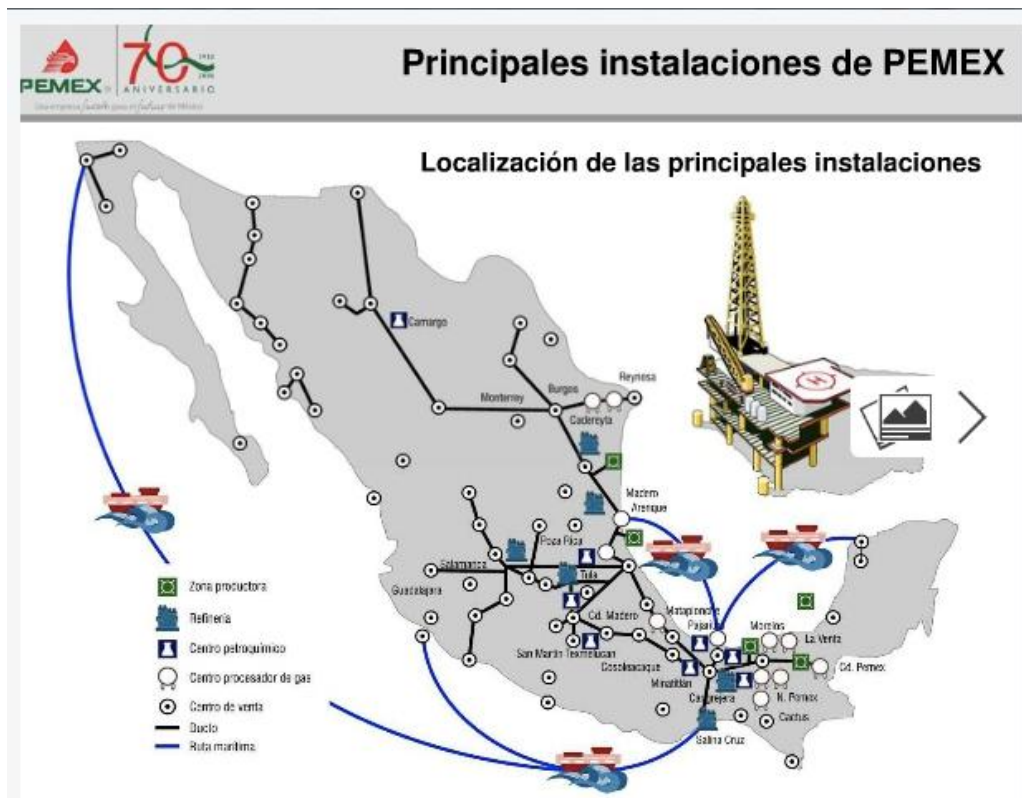 Principales instalaciones de PEMEX
PEMEX
70
ANIVERSARIO
Localización de las principales instalaciones
Camargo
Reynosa
Burgos
Monterrey
Cadereyta
Madero
Arenque
Poza Rica
Salamanca
Tula
Guadalajara
Cd. Madero
Matapionche
Pajaritos
Morelos
La Venta
San Martín Texmelucan
Cosoleacaque
Cd. Pemex
Minatitlán
Cangrejera
N. Pemex
Cactus
Salina Cruz
Zona productora
Refinería
Centro petroquímico
Centro procesador de gas
Centro de venta
Ducto
Ruta marítima